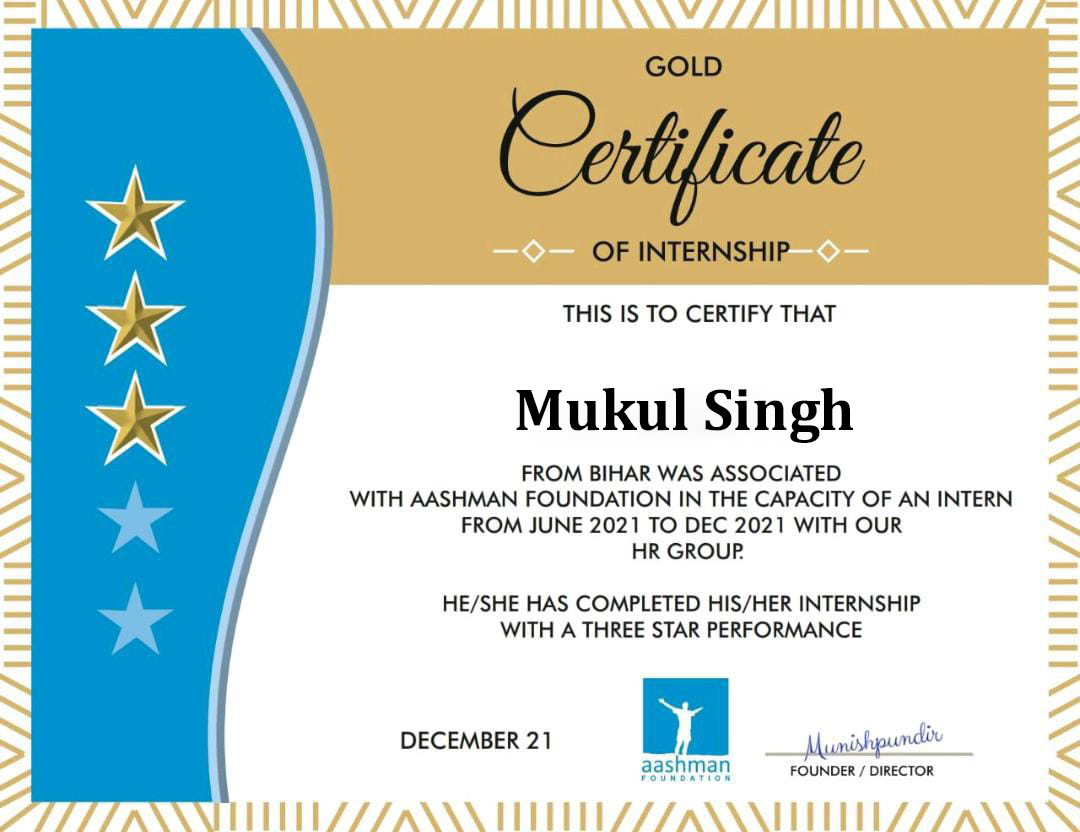 GOLD
Certificate
OF INTERNSHIP
THIS IS TO CERTIFY THAT
Mukul Singh
FROM BIHAR WAS ASSOCIATED
WITH AASHMAN FOUNDATION IN THE CAPACITY OF AN INTERN
FROM JUNE 2021 TO DEC 2021 WITH OUR
HR GROUP.
HE/SHE HAS COMPLETED HIS/HER INTERNSHIP
WITH A THREE STAR PERFORMANCE
DECEMBER 21
aashman
FOUNDATION
Munishpundir
FOUNDER / DIRECTOR